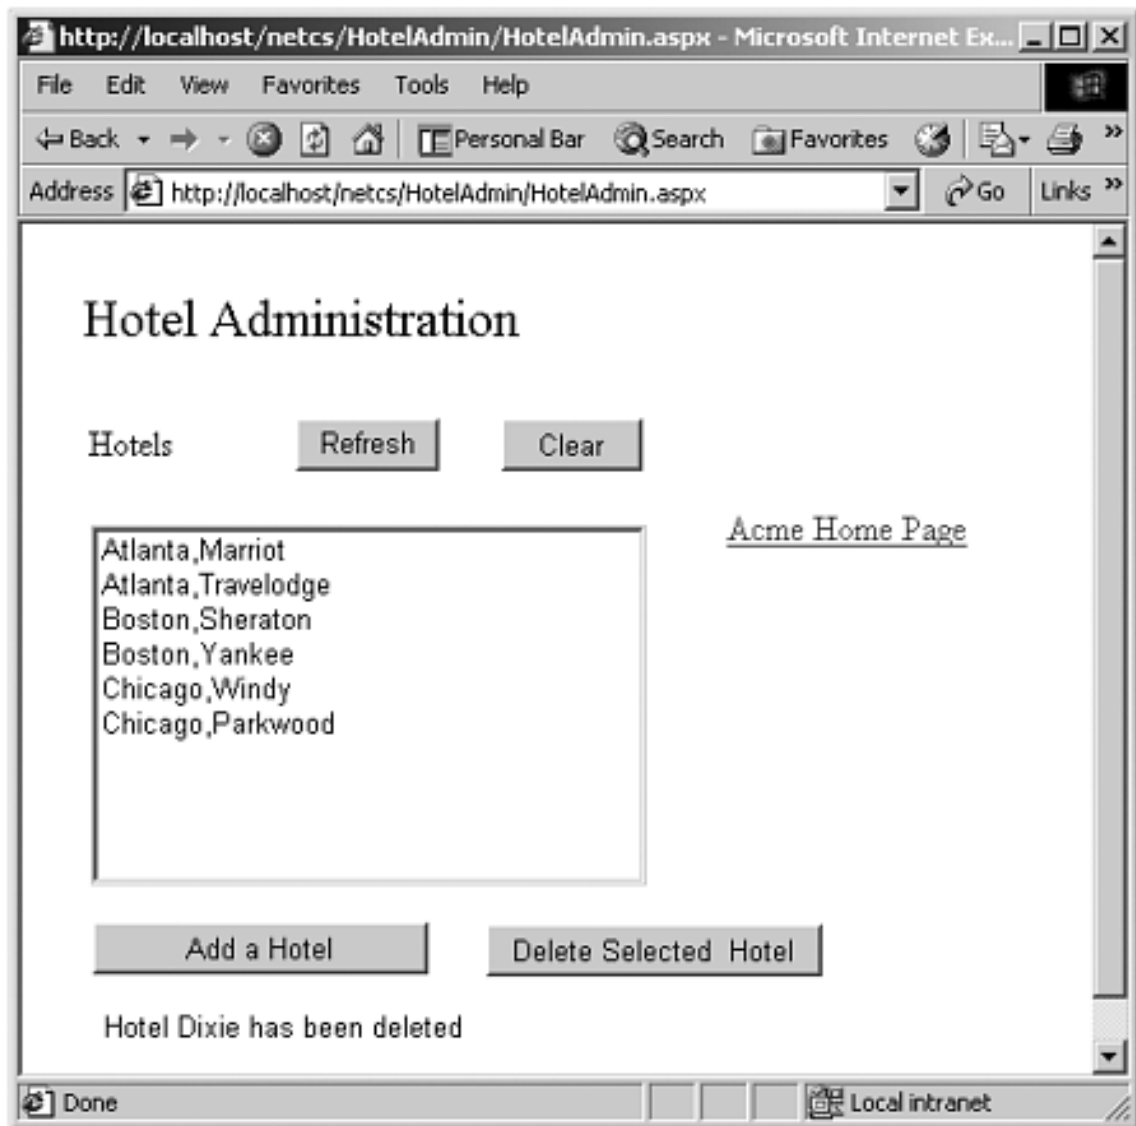 http://localhost/netcs/HotelAdmin/HotelAdmin.aspx - Microsoft Internet Ex...
File Edit View Favorites Tools Help
Back Personal Bar Search Favorites »
Address http://localhost/netcs/HotelAdmin/HotelAdmin.aspx Go Links »
Hotel Administration
Hotels Refresh Clear
Acme Home Page
Atlanta,Marriot
Atlanta,Travelodge
Boston,Sheraton
Boston,Yankee
Chicago,Windy
Chicago,Parkwood
Add a Hotel Delete Selected Hotel
Hotel Dixie has been deleted
Done Local intranet